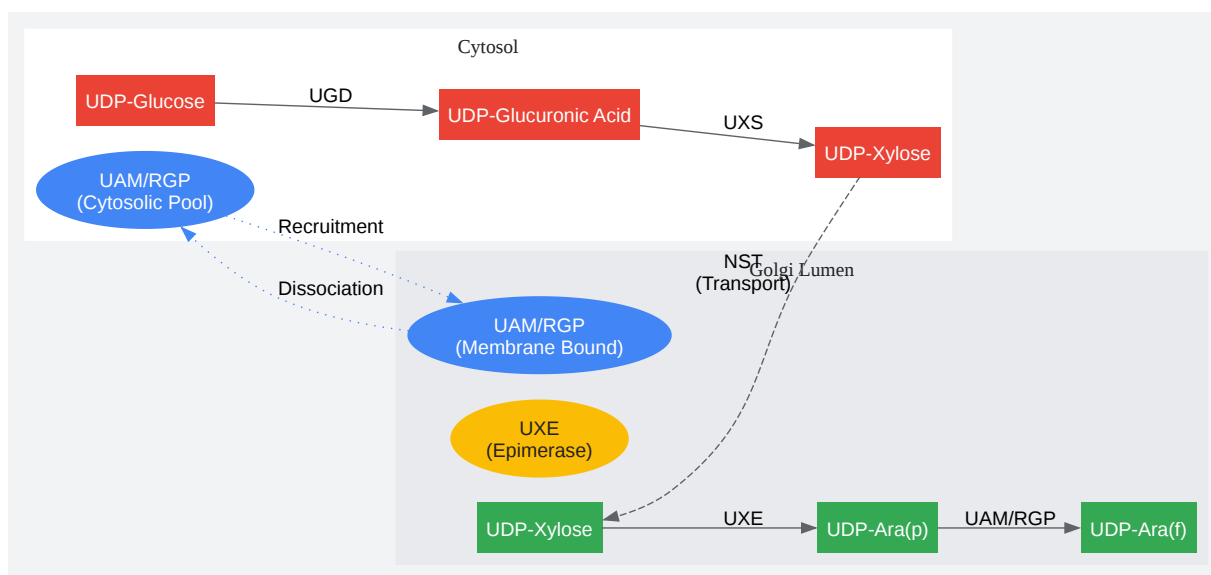 Cytosol
UDP-Glucose
UGD
UDP-Glucuronic Acid
UXS
UDP-Xylose
UAM/RGP
(Cytosolic Pool)
Recruitment
Dissociation
NST
(Transport)
Golgi Lumen
UAM/RGP
(Membrane Bound)
UXE
(Epimerase)
UDP-Xylose
UXE
UDP-Ara(p)
UAM/RGP
UDP-Ara(f)